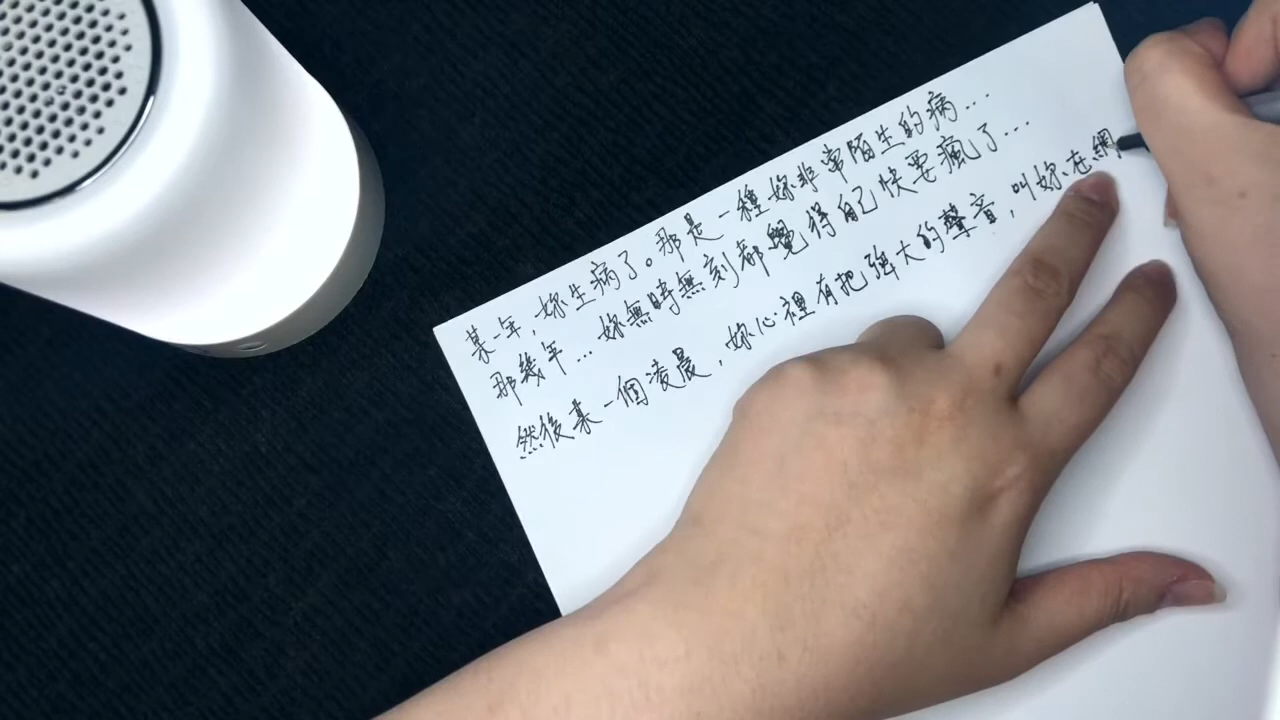 某一年，妳生病了。那是一種妳非常陌生的病...
那幾年...妳無時無刻都覺得自己快要瘋了...
然後某一個凌晨，妳心裡有把強大的聲音，叫妳在網